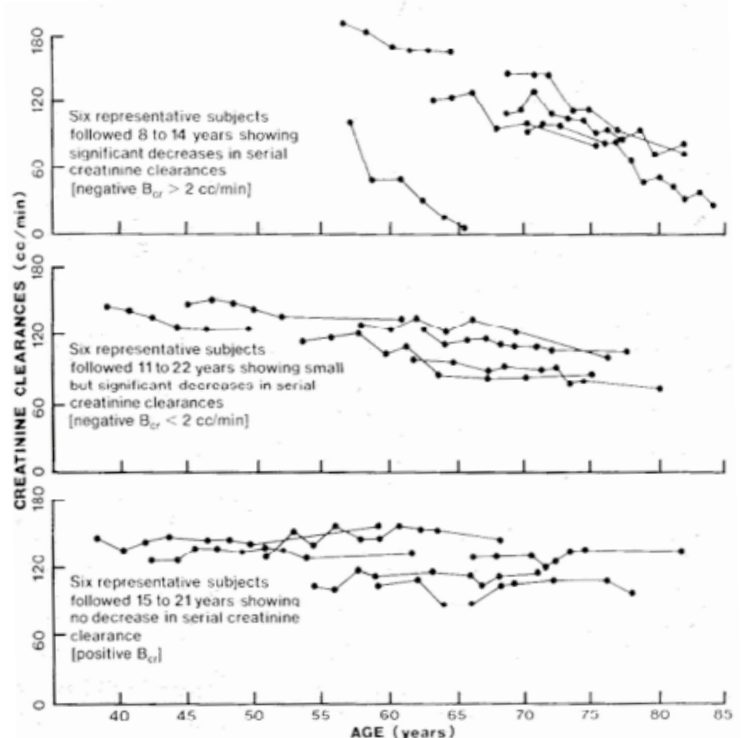 CREATININE CLEARANCES (cc/min)
180
120
60
0
Six representative subjects
followed 8 to 14 years showing
significant decreases in serial
creatinine clearances
[negative Bcr > 2 cc/min]
180
120
60
0
Six representative subjects
followed 11 to 22 years showing small
but significant decreases in serial
creatinine clearances
[negative Bcr < 2 cc/min]
180
120
60
0
Six representative subjects
followed 15 to 21 years showing
no decrease in serial creatinine
clearance
[positive Bcr]
40 45 50 55 60 65 70 75 80 85
AGE (years)